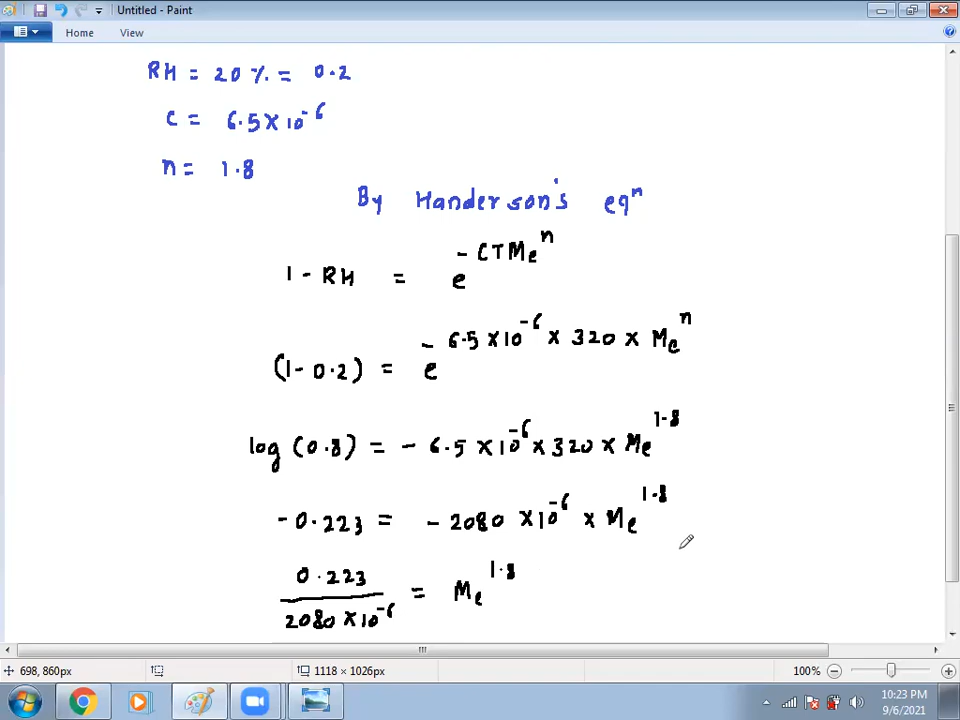 Untitled - Paint
Home View
RH = 20 % = 0.2
C = 6.5 × 10⁻⁶
n = 1.8
By Handerson's eqⁿ
1 - RH = e^(-CTMeⁿ)
(1 - 0.2) = e^(-6.5 × 10⁻⁶ × 320 × Meⁿ)
log (0.8) = - 6.5 × 10⁻⁶ × 320 × Me^1.8
-0.223 = - 2080 × 10⁻⁶ × Me^1.8
0.223
2080 × 10⁻⁶ = Me^1.8
698, 860px 1118 × 1026px 100%
10:23 PM
9/6/2021